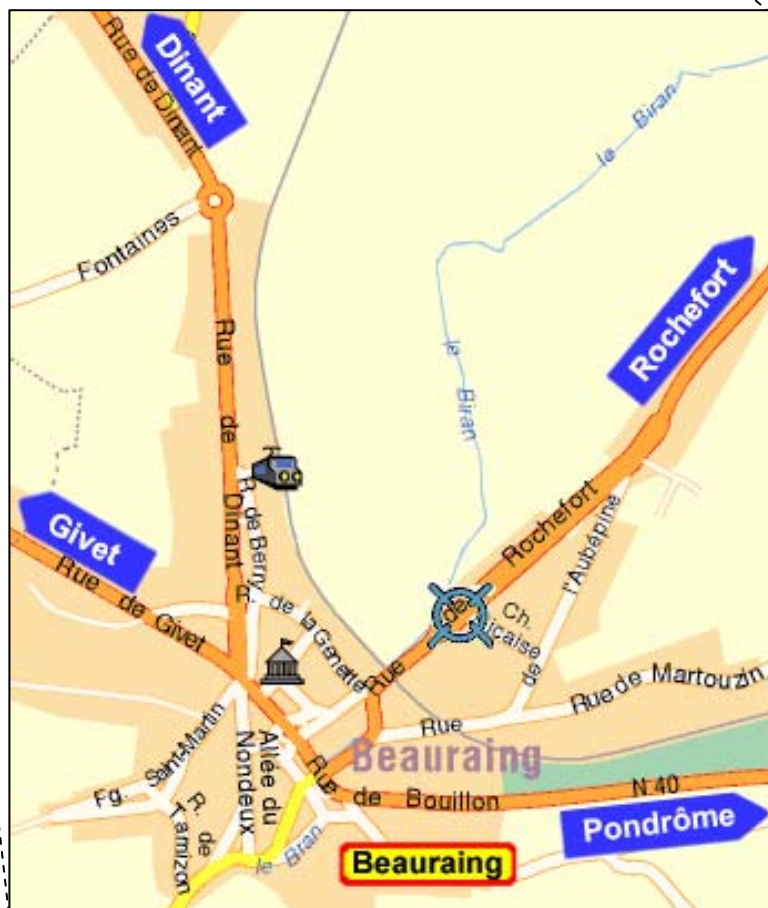 Dinant
Rue de Dinant
le Biran
Fontaines
Rochefort
Rue de Dinant
le Biran
Rochefort
R. de Berry
Givet
Rue de Givet
l'Aubépine
R. de la Genette
Rue de
Ch.
de
Rue de Martouzin
Rue
Saint-Martin
Fg.
Allée du
Nondeux
Beauraing
Rue de Bouillon
N 40
Pondrôme
R. de
Tamizon
le Biran
Beauraing